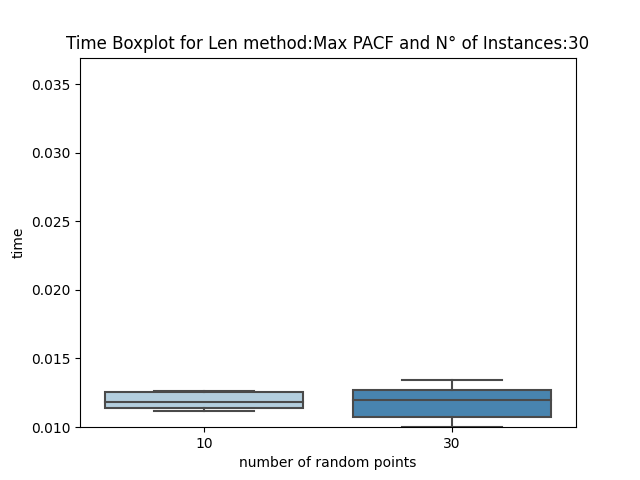 Time Boxplot for Len method:Max PACF and N° of Instances:30
0.035
0.030
0.025
0.020
0.015
0.010
time
10
30
number of random points